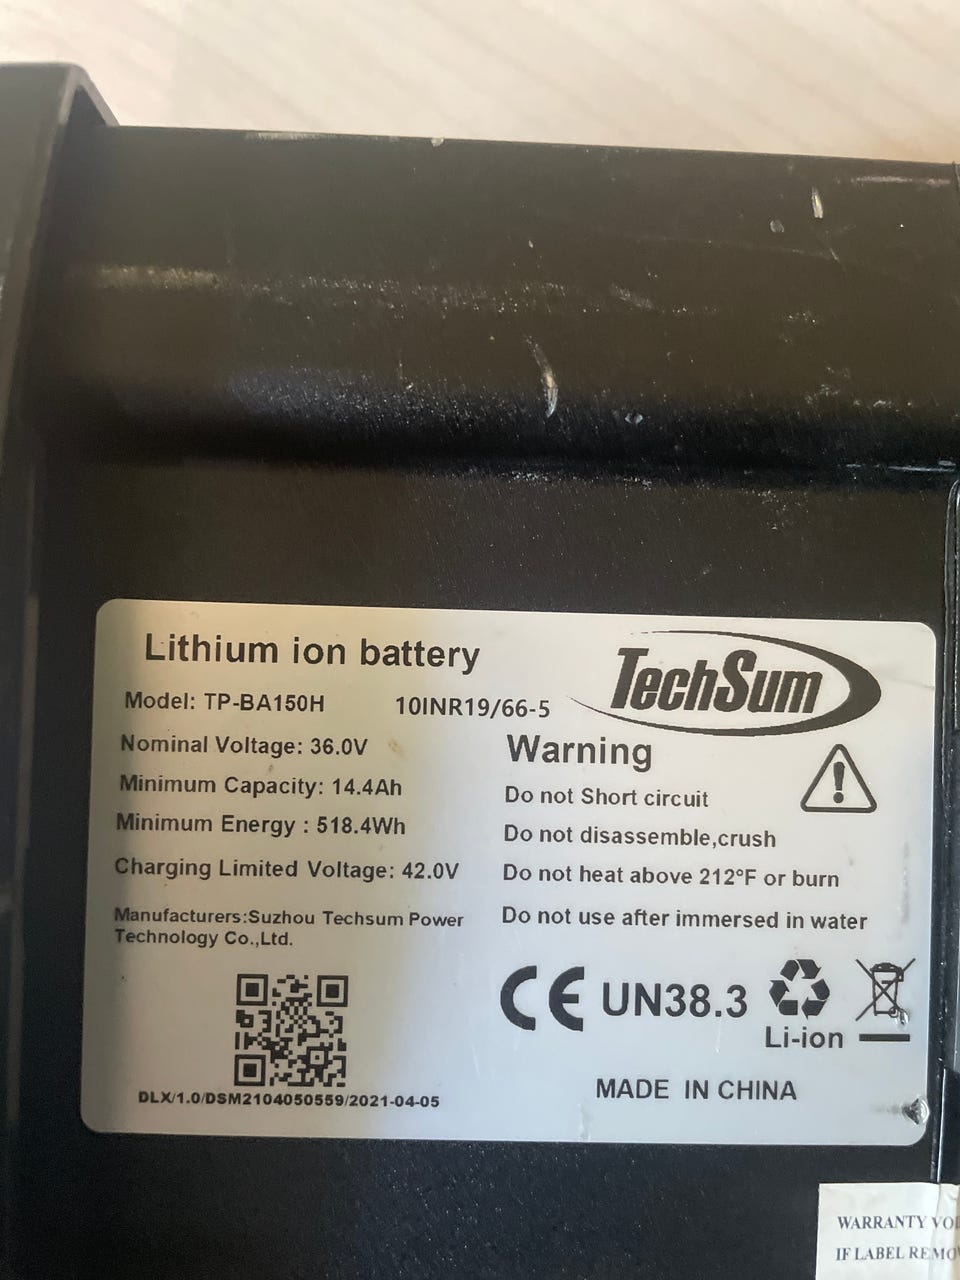 Lithium ion battery
TechSum
Model: TP-BA150H 10INR19/66-5
Nominal Voltage: 36.0V
Minimum Capacity: 14.4Ah
Minimum Energy : 518.4Wh
Charging Limited Voltage: 42.0V
Manufacturers:Suzhou Techsum Power
Technology Co.,Ltd.
DLX/1.0/DSM2104050559/2021-04-05
Warning
Do not Short circuit
Do not disassemble,crush
Do not heat above 212°F or burn
Do not use after immersed in water
CE UN38.3
Li-ion
MADE IN CHINA
WARRANTY
IF LABEL